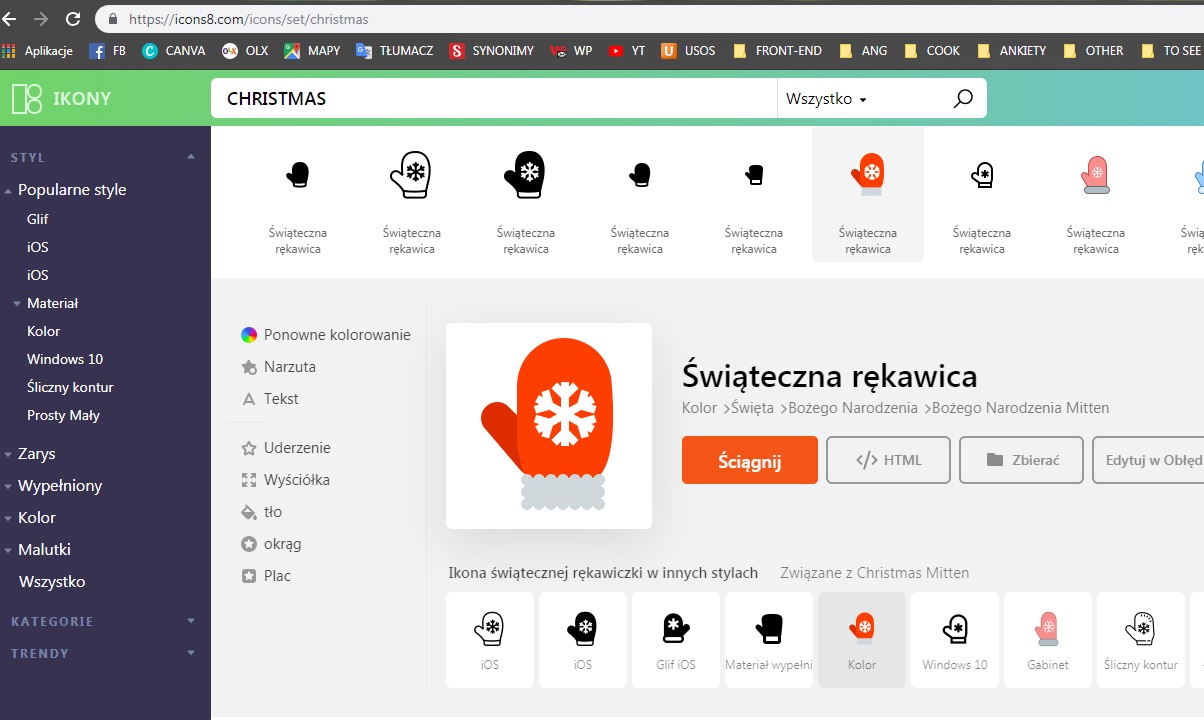 https://icons8.com/icons/set/christmas
Aplikacje FB CANVA OLX MAPY TŁUMACZ SYNONIMY WP YT USOS FRONT-END ANG COOK ANKIETY OTHER TO SEE
IKONY
CHRISTMAS
Wszystko
STYL
Popularne style
Glif
iOS
iOS
Materiał
Kolor
Windows 10
Śliczny kontur
Prosty Mały
Zarys
Wypełniony
Kolor
Malutki
Wszystko
KATEGORIE
TRENDY
Świąteczna
rękawica
Świąteczna
rękawica
Świąteczna
rękawica
Świąteczna
rękawica
Świąteczna
rękawica
Świąteczna
rękawica
Świąteczna
rękawica
Świąteczna
rękawica
Ponowne kolorowanie
Narzuta
Tekst
Uderzenie
Wyściółka
tło
okrąg
Plac
Świąteczna rękawica
Kolor >Święta >Bożego Narodzenia >Bożego Narodzenia Mitten
Ściągnij
</> HTML
Zbierać
Edytuj w Obłęd
Ikona świątecznej rękawiczki w innych stylach
Związane z Christmas Mitten
iOS
iOS
Glif iOS
Materiał wypełni
Kolor
Windows 10
Gabinet
Śliczny kontur